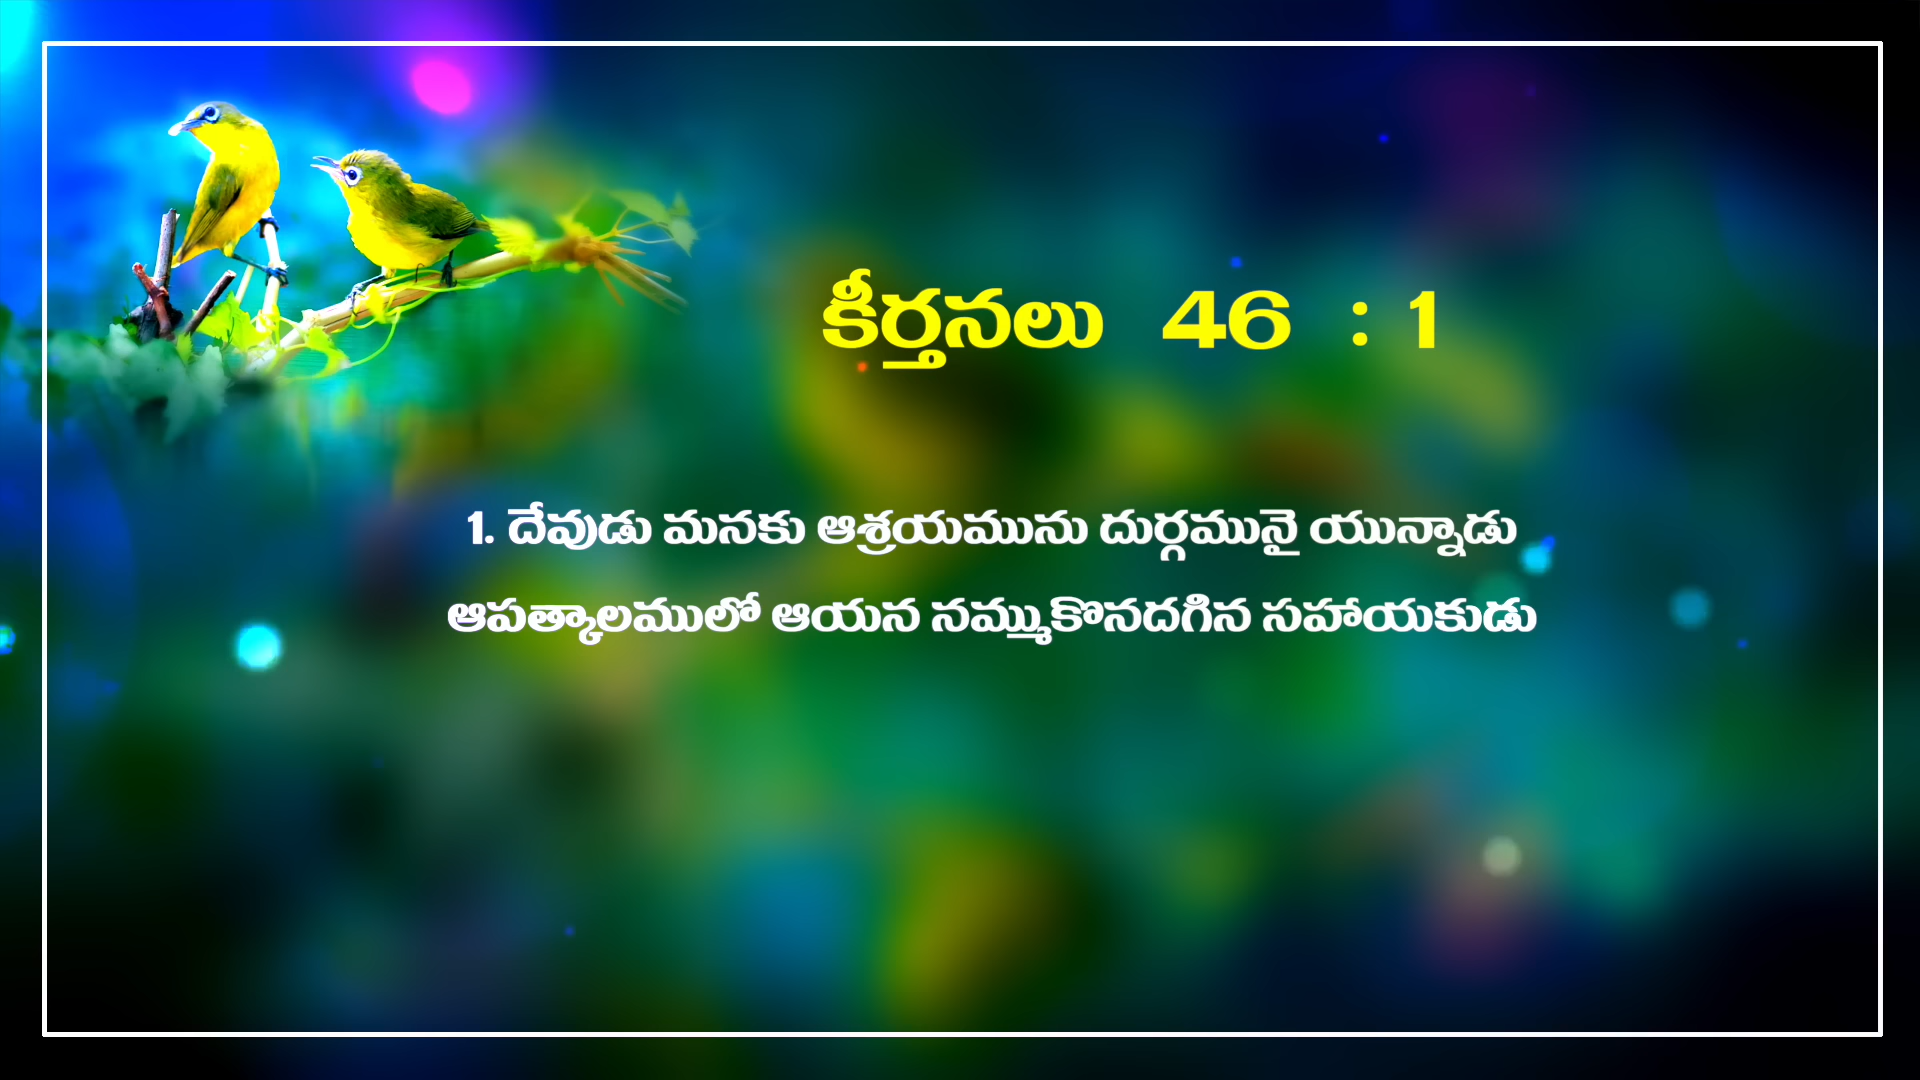 కీర్తనలు 46 : 1
1. దేవుడు మనకు ఆశ్రయమును దుర్గమునై యున్నాడు
ఆపత్కాలములో ఆయన నమ్ముకొనదగిన సహాయకుడు